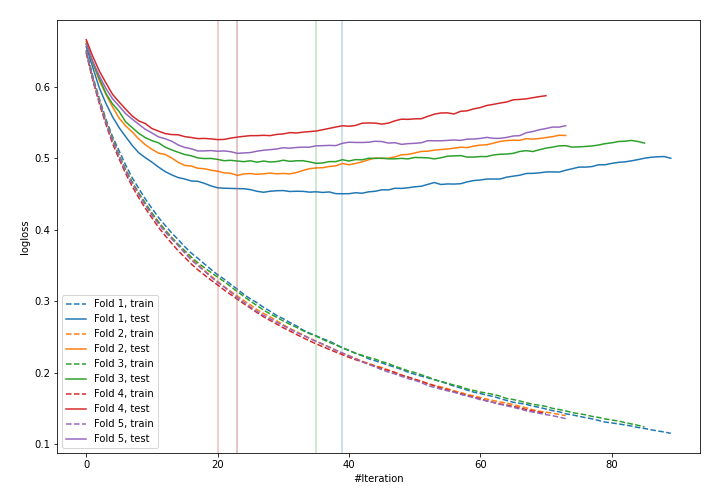 0.6
0.5
0.4
0.3
0.2
0.1
logloss
Fold 1, train
Fold 1, test
Fold 2, train
Fold 2, test
Fold 3, train
Fold 3, test
Fold 4, train
Fold 4, test
Fold 5, train
Fold 5, test
0 20 40 60 80
#Iteration